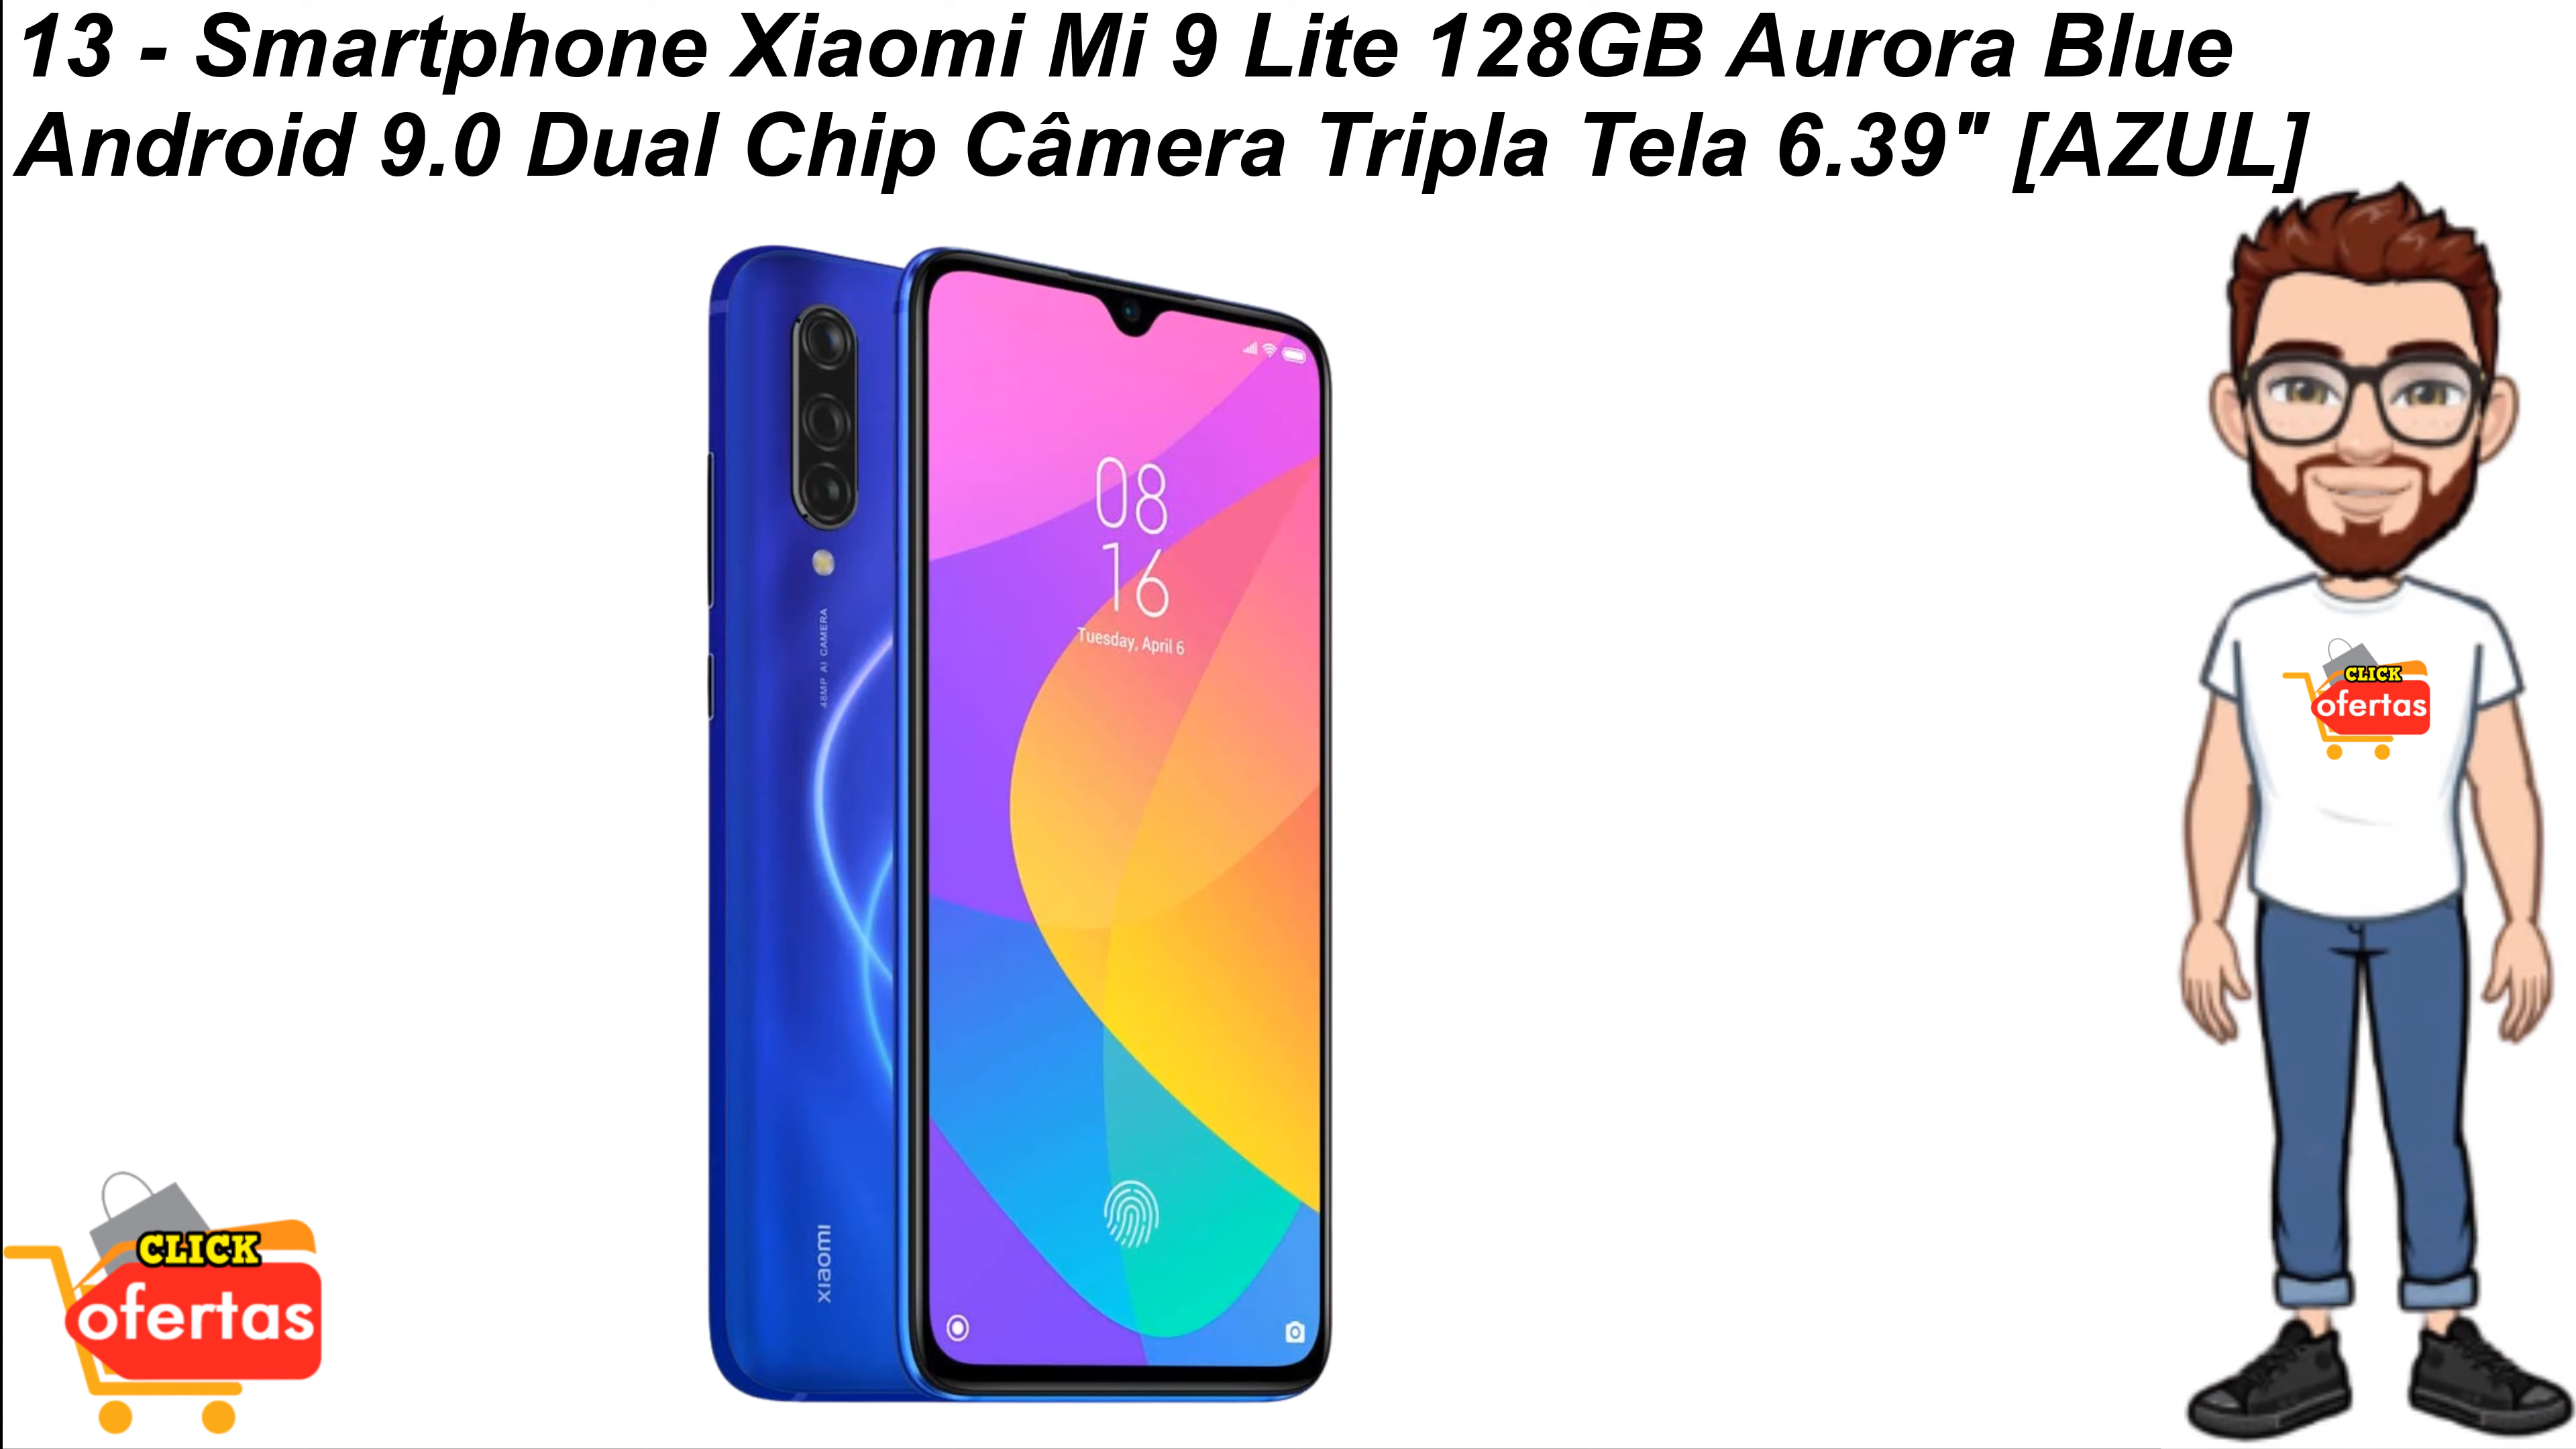 13 - Smartphone Xiaomi Mi 9 Lite 128GB Aurora Blue
Android 9.0 Dual Chip Câmera Tripla Tela 6.39" [AZUL]
08
16
Tuesday, April 6
48MP AI CAMERA
xiaomi
CLICK
ofertas
CLICK
ofertas